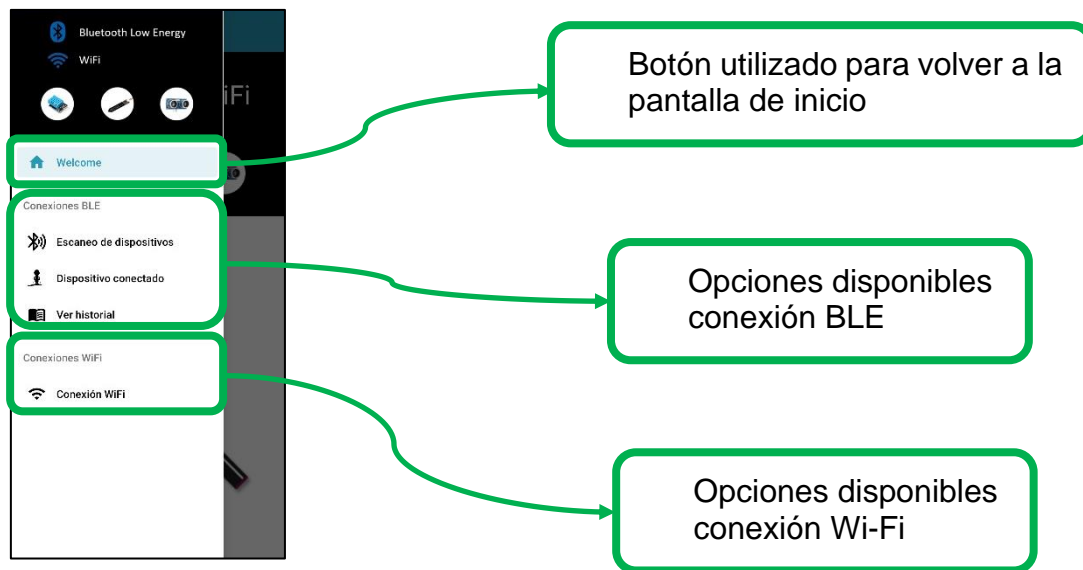 Bluetooth Low Energy
WiFi
iFi
Welcome
Conexiones BLE
Escaneo de dispositivos
Dispositivo conectado
Ver historial
Conexiones WiFi
Conexión WiFi
Botón utilizado para volver a la
pantalla de inicio
Opciones disponibles
conexión BLE
Opciones disponibles
conexión Wi-Fi